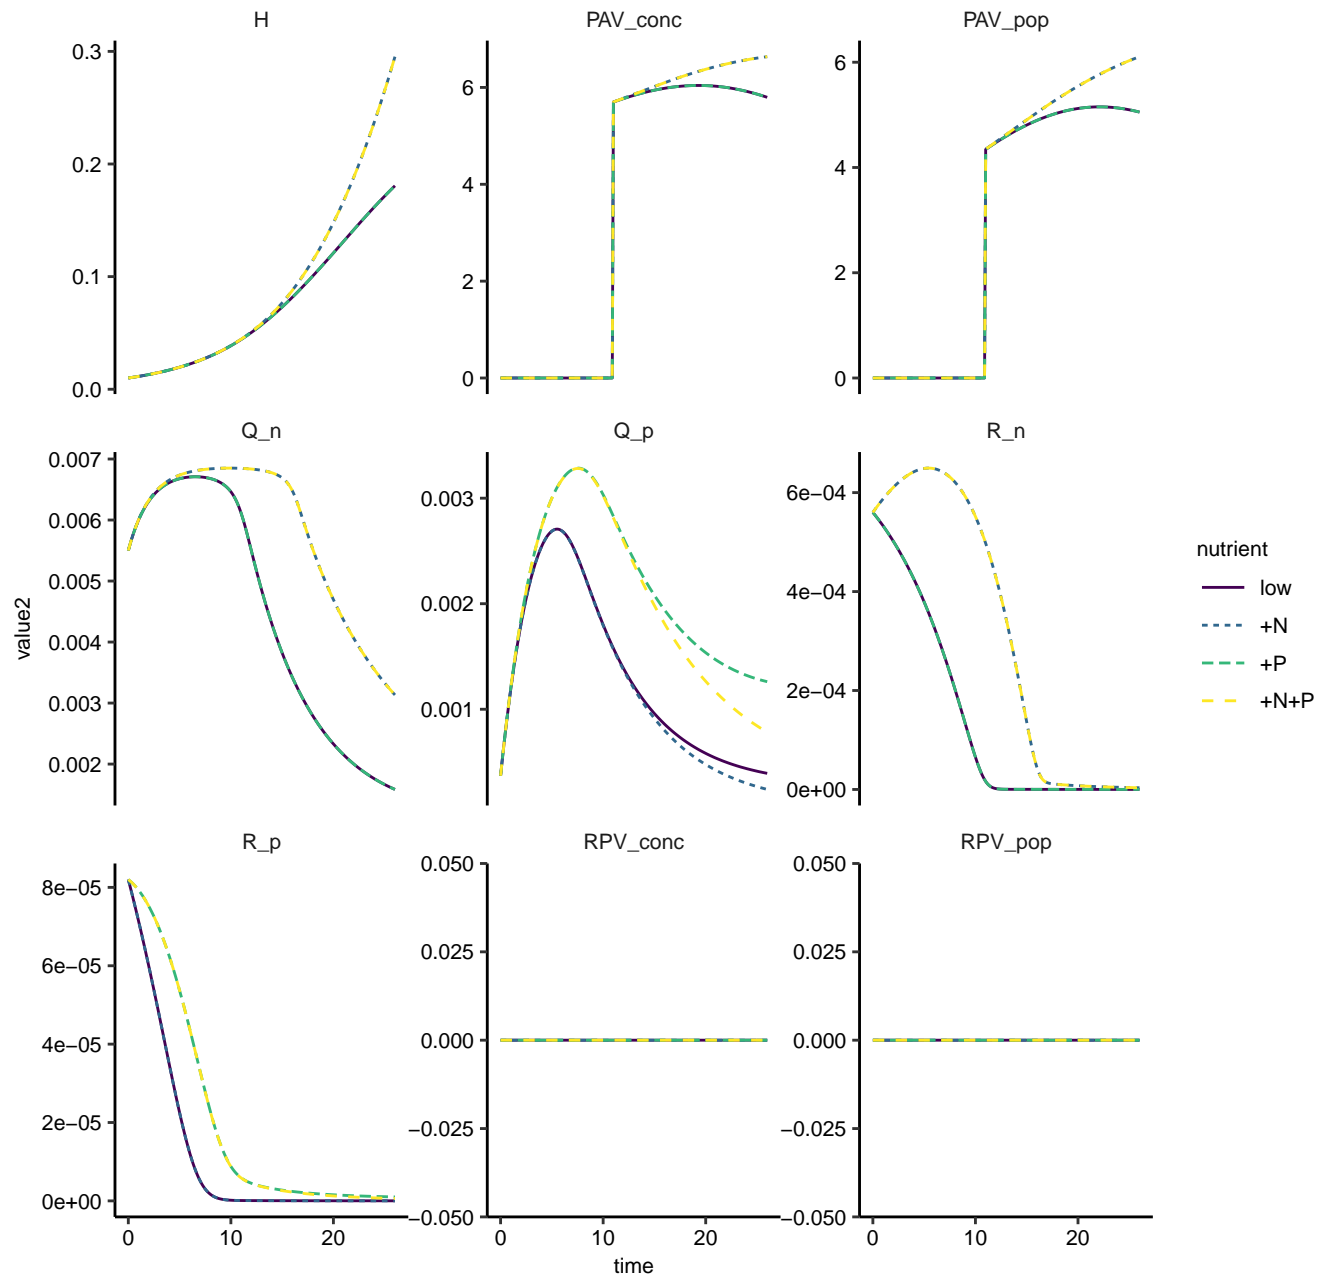 H
PAV_conc
PAV_pop
0.3
0.2
0.1
0.0
6
4
2
0
6
4
2
0
Q_n
Q_p
R_n
0.007
0.006
0.005
0.004
0.003
0.002
0.003
0.002
0.001
6e−04
4e−04
2e−04
0e+00
value2
nutrient
low
+N
+P
+N+P
R_p
RPV_conc
RPV_pop
8e−05
6e−05
4e−05
2e−05
0e+00
0.050
0.025
0.000
−0.025
−0.050
0.050
0.025
0.000
−0.025
−0.050
0 10 20
0 10 20
0 10 20
time